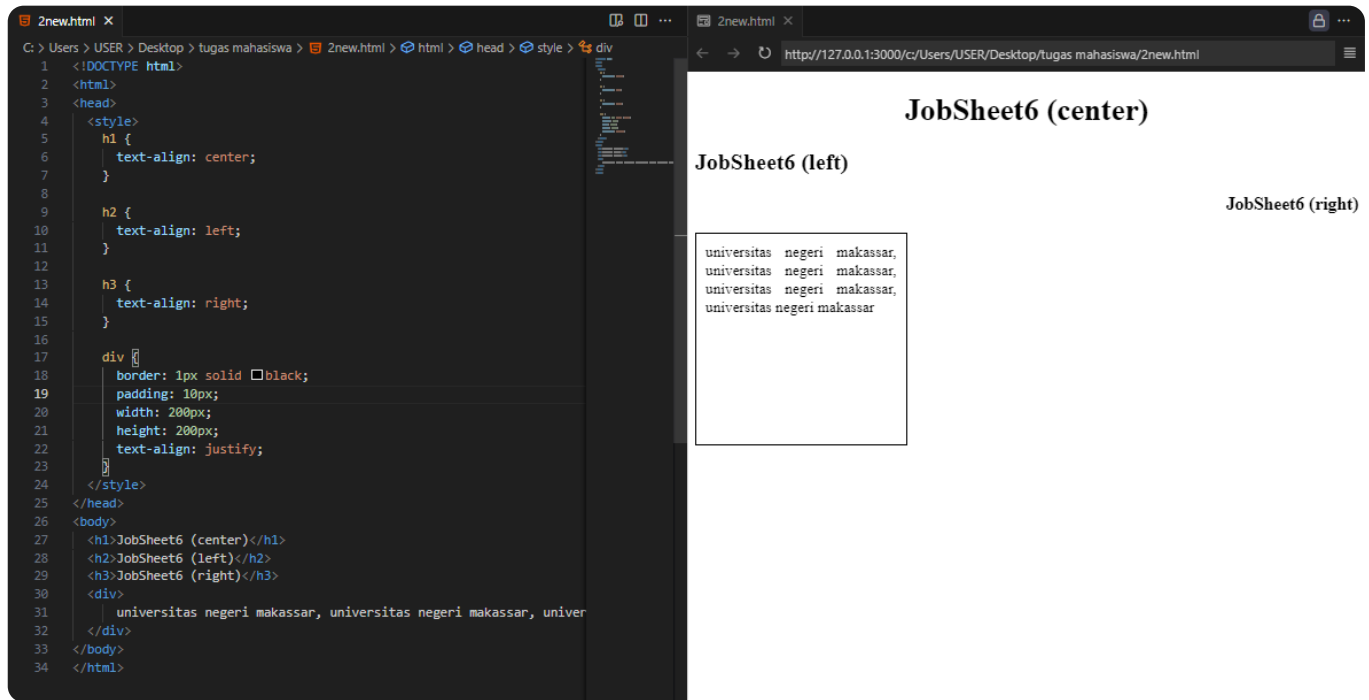 2new.html
C: > Users > USER > Desktop > tugas mahasiswa > 2new.html > html > head > style > div
1 <!DOCTYPE html>
2 <html>
3 <head>
4 <style>
5 h1 {
6 text-align: center;
7 }
8
9 h2 {
10 text-align: left;
11 }
12
13 h3 {
14 text-align: right;
15 }
16
17 div {
18 border: 1px solid black;
19 padding: 10px;
20 width: 200px;
21 height: 200px;
22 text-align: justify;
23 }
24 </style>
25 </head>
26 <body>
27 <h1>JobSheet6 (center)</h1>
28 <h2>JobSheet6 (left)</h2>
29 <h3>JobSheet6 (right)</h3>
30 <div>
31 universitas negeri makassar, universitas negeri makassar, univer
32 </div>
33 </body>
34 </html>
2new.html
http://127.0.0.1:3000/c:/Users/USER/Desktop/tugas mahasiswa/2new.html
JobSheet6 (center)
JobSheet6 (left)
JobSheet6 (right)
universitas negeri makassar,
universitas negeri makassar,
universitas negeri makassar,
universitas negeri makassar